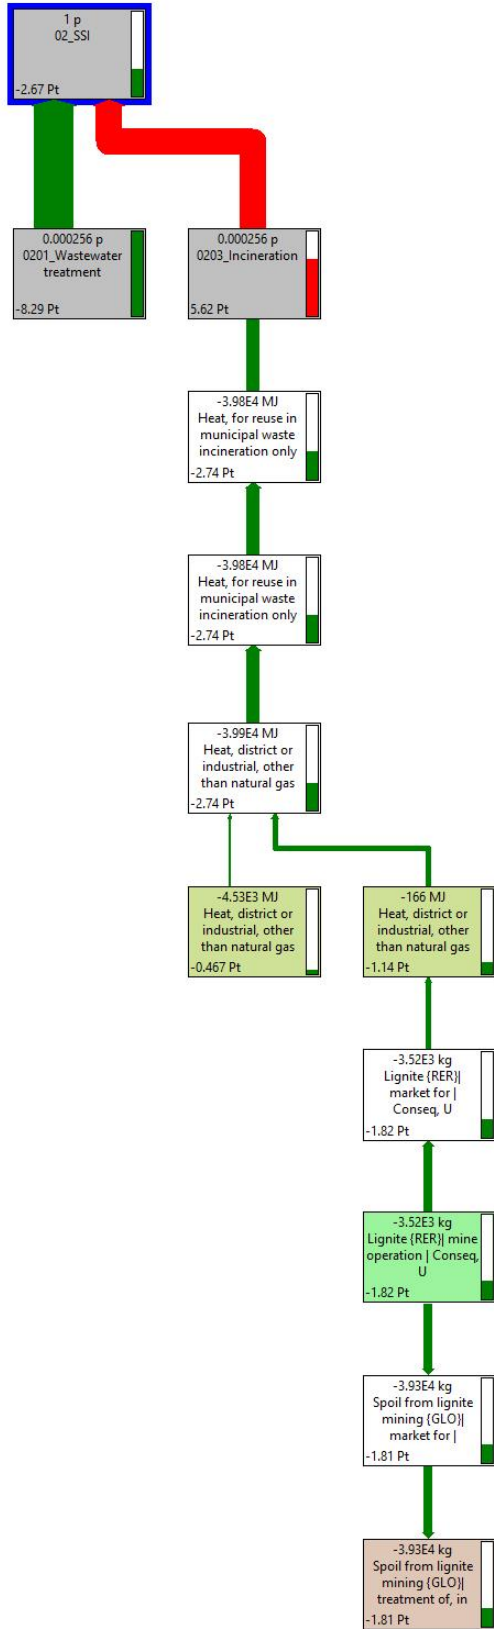 1 p
02_SSI
-2.67 Pt
0.000256 p
0201_Wastewater
treatment
-8.29 Pt
0.000256 p
0203_Incineration
5.62 Pt
-3.98E4 MJ
Heat, for reuse in
municipal waste
incineration only
-2.74 Pt
-3.98E4 MJ
Heat, for reuse in
municipal waste
incineration only
-2.74 Pt
-3.99E4 MJ
Heat, district or
industrial, other
than natural gas
-2.74 Pt
-4.53E3 MJ
Heat, district or
industrial, other
than natural gas
-0.467 Pt
-166 MJ
Heat, district or
industrial, other
than natural gas
-1.14 Pt
-3.52E3 kg
Lignite {RER}|
market for |
Conseq, U
-1.82 Pt
-3.52E3 kg
Lignite {RER}| mine
operation | Conseq,
U
-1.82 Pt
-3.93E4 kg
Spoil from lignite
mining {GLO}|
market for |
-1.81 Pt
-3.93E4 kg
Spoil from lignite
mining {GLO}|
treatment of, in
-1.81 Pt